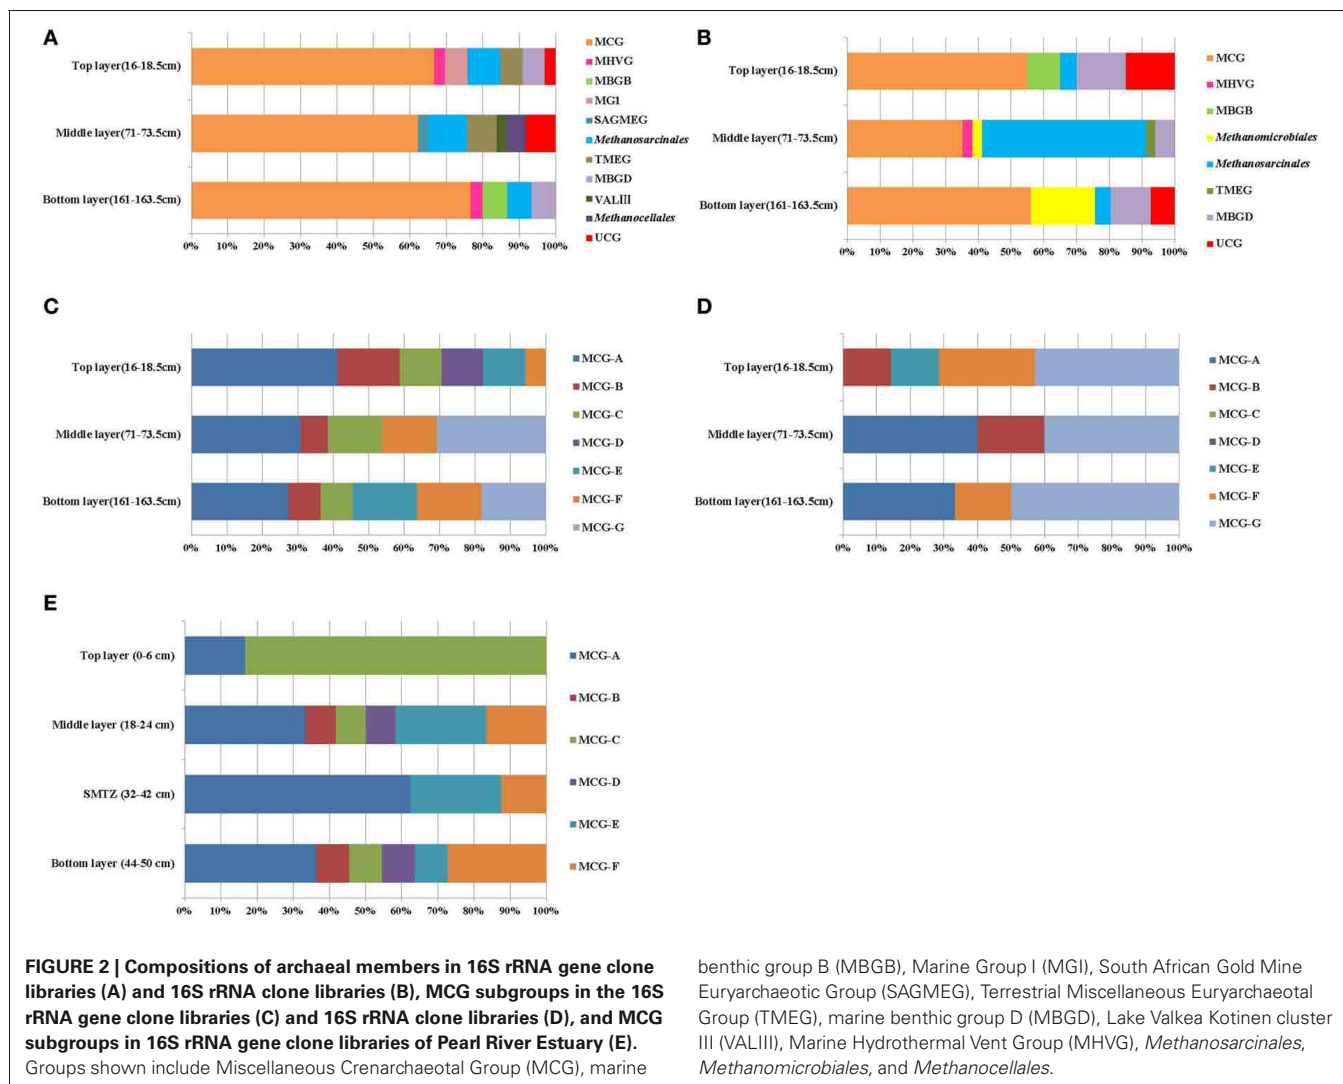 A
Top layer(16-18.5cm)
Middle layer(71-73.5cm)
Bottom layer(161-163.5cm)
0% 10% 20% 30% 40% 50% 60% 70% 80% 90% 100%
MCG
MHVG
MBGB
MG1
SAGMEG
Methanosarcinales
TMEG
MBGD
VALIII
Methanocellales
UCG
B
Top layer(16-18.5cm)
Middle layer(71-73.5cm)
Bottom layer(161-163.5cm)
0% 10% 20% 30% 40% 50% 60% 70% 80% 90% 100%
MCG
MHVG
MBGB
Methanomicrobiales
Methanosarcinales
TMEG
MBGD
UCG
C
Top layer(16-18.5cm)
Middle layer(71-73.5cm)
Bottom layer(161-163.5cm)
0% 10% 20% 30% 40% 50% 60% 70% 80% 90% 100%
MCG-A
MCG-B
MCG-C
MCG-D
MCG-E
MCG-F
MCG-G
D
Top layer(16-18.5cm)
Middle layer(71-73.5cm)
Bottom layer(161-163.5cm)
0% 10% 20% 30% 40% 50% 60% 70% 80% 90% 100%
MCG-A
MCG-B
MCG-C
MCG-D
MCG-E
MCG-F
MCG-G
E
Top layer (0-6 cm)
Middle layer (18-24 cm)
SMTZ (32-42 cm)
Bottom layer (44-50 cm)
0% 10% 20% 30% 40% 50% 60% 70% 80% 90% 100%
MCG-A
MCG-B
MCG-C
MCG-D
MCG-E
MCG-F
FIGURE 2 | Compositions of archaeal members in 16S rRNA gene clone
libraries (A) and 16S rRNA clone libraries (B), MCG subgroups in the 16S
rRNA gene clone libraries (C) and 16S rRNA clone libraries (D), and MCG
subgroups in 16S rRNA gene clone libraries of Pearl River Estuary (E).
Groups shown include Miscellaneous Crenarchaeotal Group (MCG), marine
benthic group B (MBGB), Marine Group I (MGI), South African Gold Mine
Euryarchaeotic Group (SAGMEG), Terrestrial Miscellaneous Euryarchaeotal
Group (TMEG), marine benthic group D (MBGD), Lake Valkea Kotinen cluster
III (VALIII), Marine Hydrothermal Vent Group (MHVG), Methanosarcinales,
Methanomicrobiales, and Methanocellales.